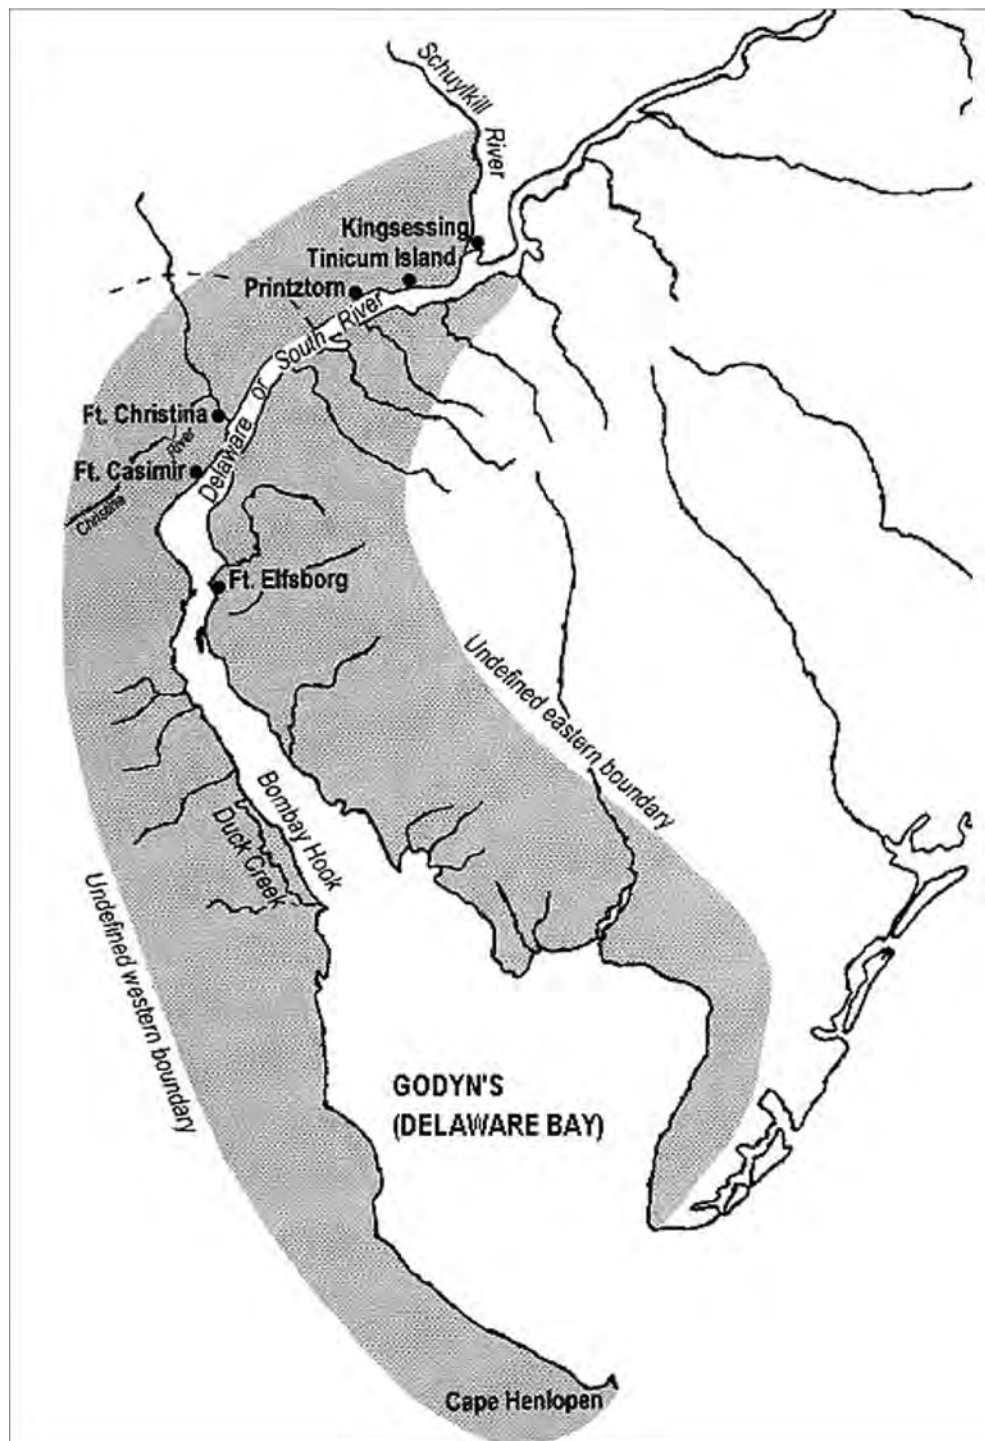 Schuylkill
River
Kingsessing
Tinicum Island
Printztorn
Delaware or South River
Ft. Christina
Christina River
Ft. Casimir
Ft. Elfsborg
Undefined eastern boundary
Bombay Hook
Duck Creek
Undefined western boundary
GODYN'S
(DELAWARE BAY)
Cape Henlopen